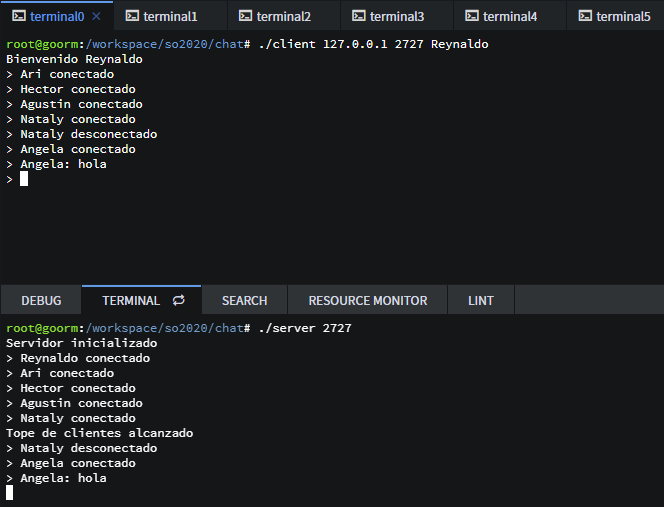 terminal0 × terminal1 terminal2 terminal3 terminal4 terminal5
root@goorm:/workspace/so2020/chat# ./client 127.0.0.1 2727 Reynaldo
Bienvenido Reynaldo
> Ari conectado
> Hector conectado
> Agustin conectado
> Nataly conectado
> Nataly desconectado
> Angela conectado
> Angela: hola
>
DEBUG TERMINAL SEARCH RESOURCE MONITOR LINT
root@goorm:/workspace/so2020/chat# ./server 2727
Servidor inicializado
> Reynaldo conectado
> Ari conectado
> Hector conectado
> Agustin conectado
> Nataly conectado
Tope de clientes alcanzado
> Nataly desconectado
> Angela conectado
> Angela: hola